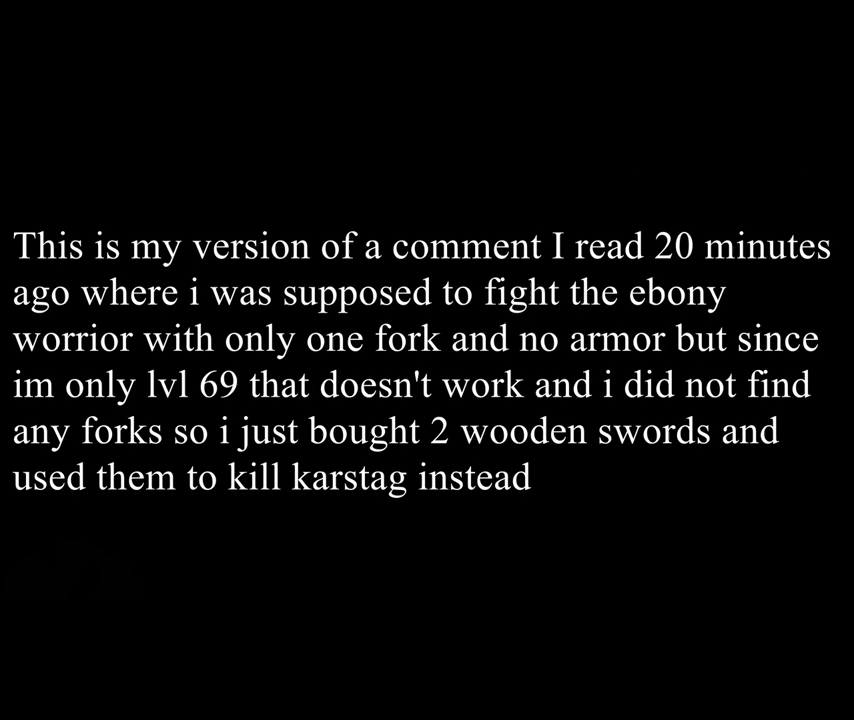 This is my version of a comment I read 20 minutes
ago where i was supposed to fight the ebony
worrior with only one fork and no armor but since
im only lvl 69 that doesn't work and i did not find
any forks so i just bought 2 wooden swords and
used them to kill karstag instead